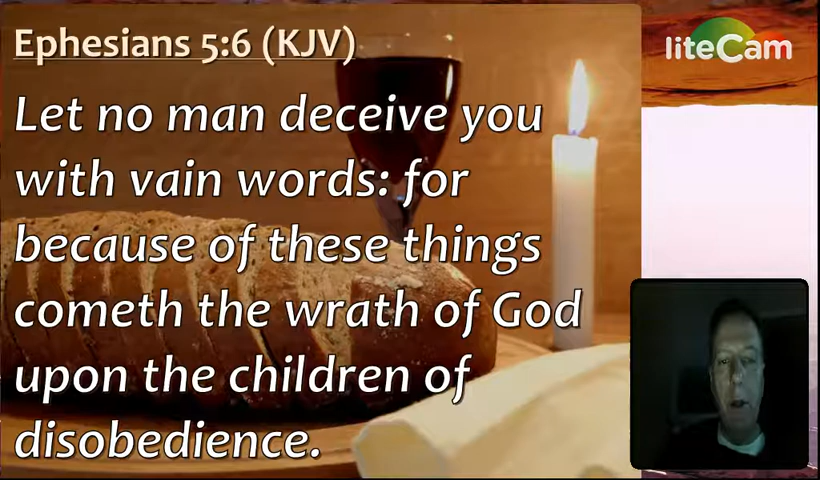 Ephesians 5:6 (KJV)
liteCam
Let no man deceive you
with vain words: for
because of these things
cometh the wrath of God
upon the children of
disobedience.